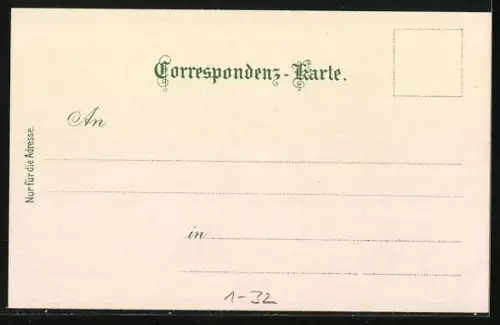 Correspondenz-Karte.
An
Nur für die Adresse.
in
1-32